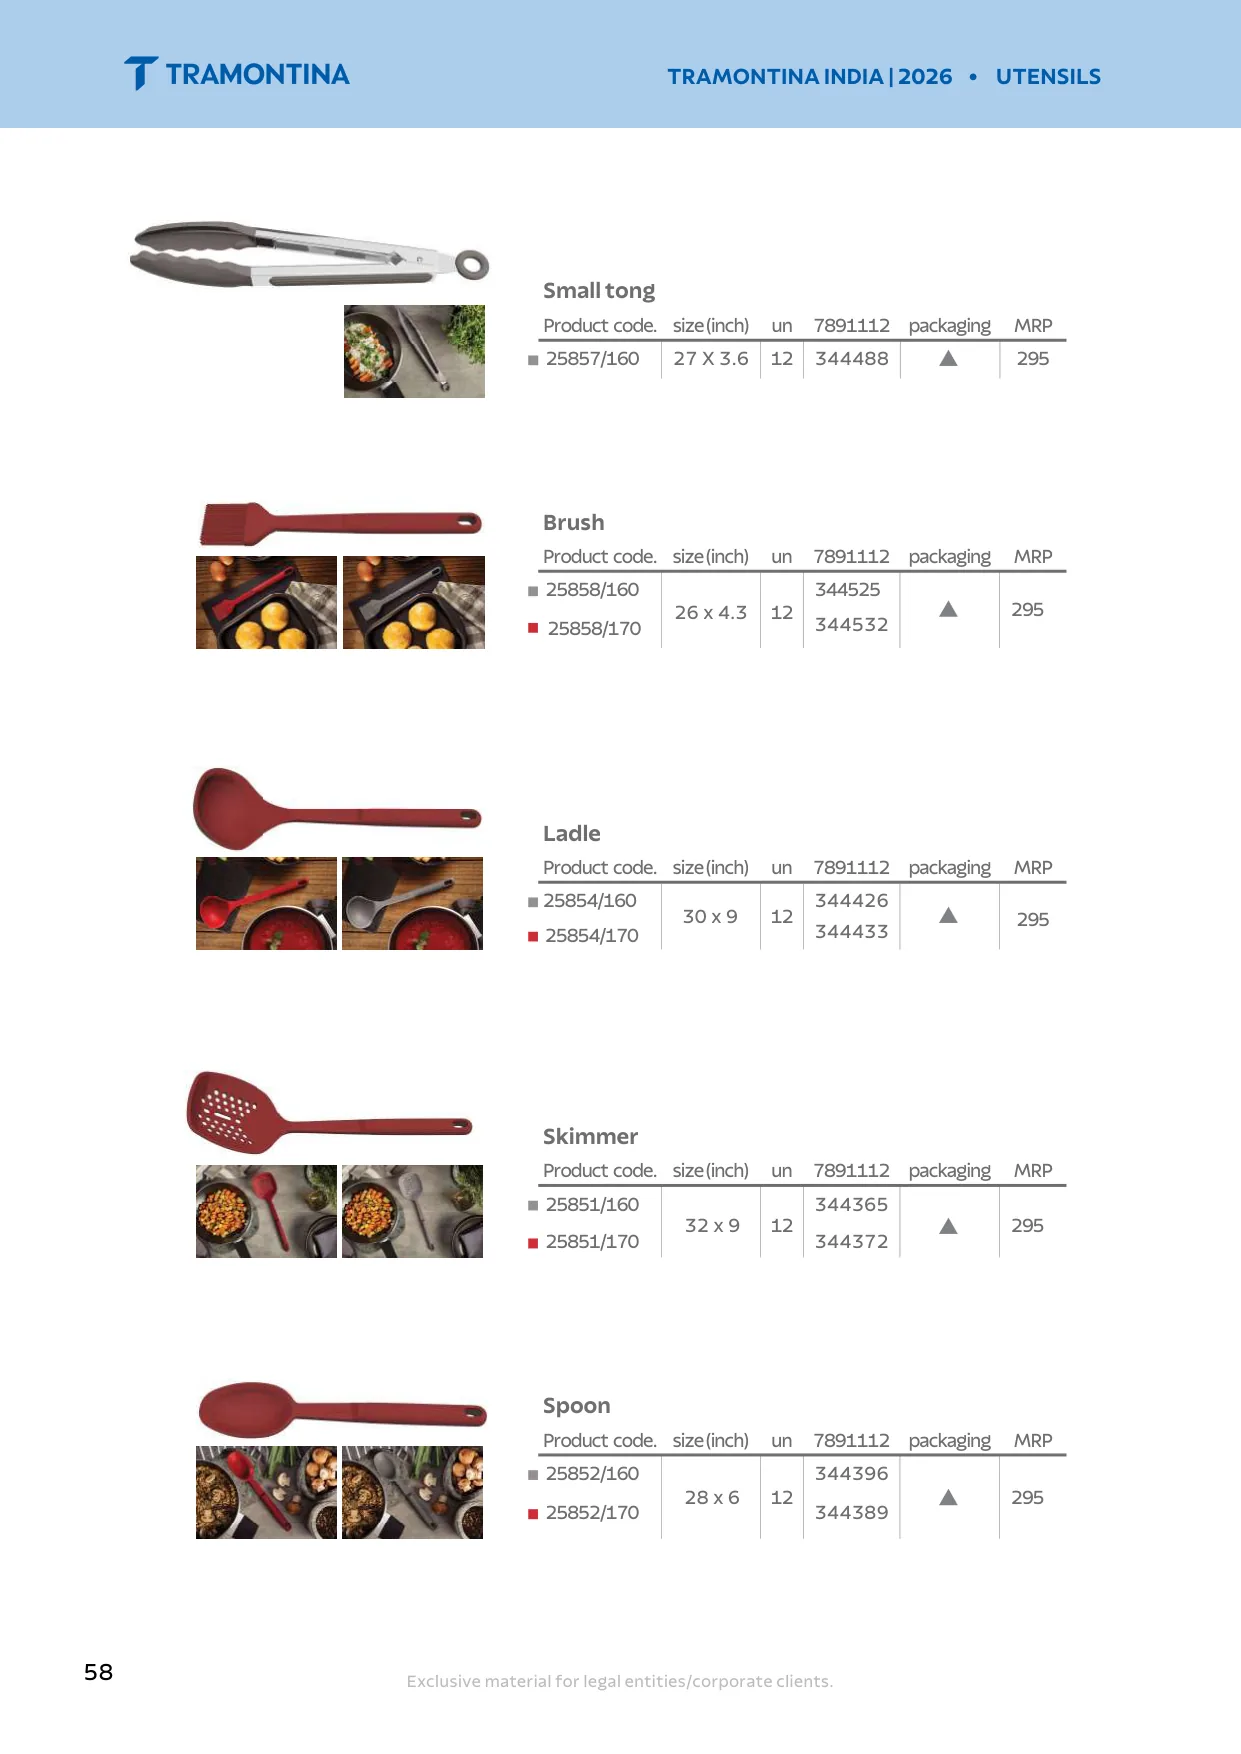 TRAMONTINA
TRAMONTINA INDIA | 2026 • UTENSILS
Small tong
Product code. size (inch) un 7891112 packaging MRP
25857/160 27 X 3.6 12 344488 ▲ 295
Brush
Product code. size (inch) un 7891112 packaging MRP
25858/160 344525
26 x 4.3 12 ▲ 295
25858/170 344532
Ladle
Product code. size (inch) un 7891112 packaging MRP
25854/160 344426
30 x 9 12 ▲ 295
25854/170 344433
Skimmer
Product code. size (inch) un 7891112 packaging MRP
25851/160 344365
32 x 9 12 ▲ 295
25851/170 344372
Spoon
Product code. size (inch) un 7891112 packaging MRP
25852/160 344396
28 x 6 12 ▲ 295
25852/170 344389
58
Exclusive material for legal entities/corporate clients.